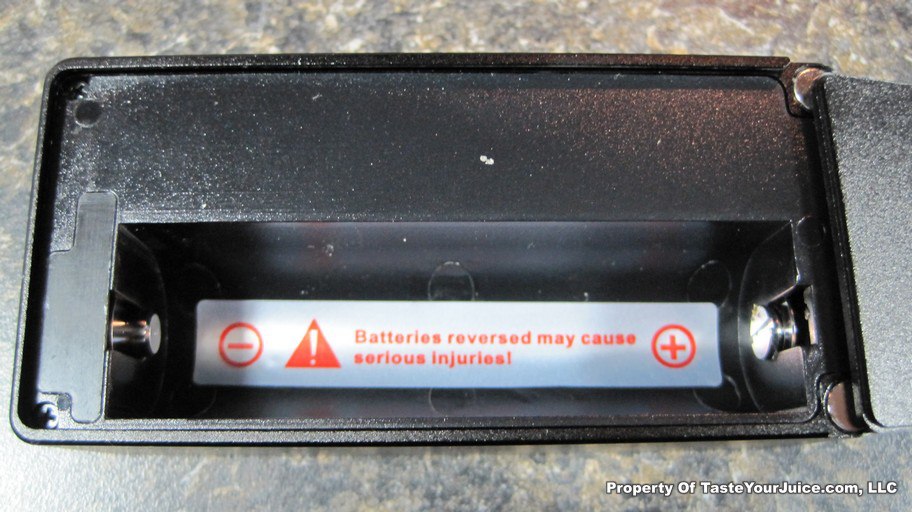 Batteries reversed may cause
serious injuries!
Property Of TasteYourJuice.com, LLC